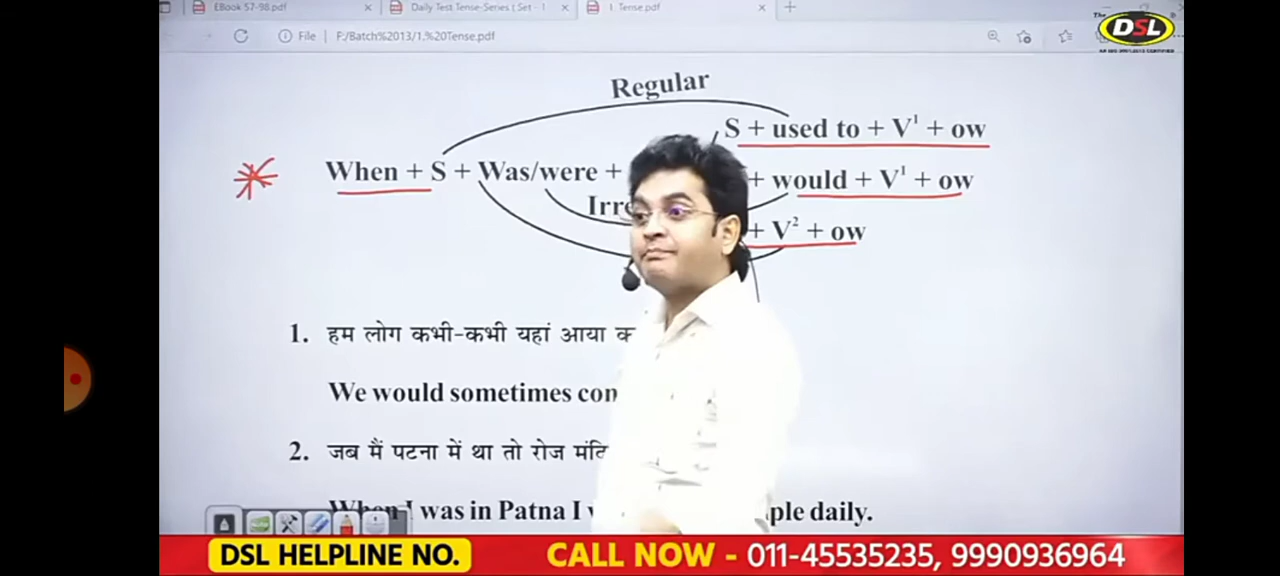 EBook 57-98.pdf
Daily Test Tense-Series ( Set - 1
1. Tense.pdf
File
F:/Batch%2013/1.%20Tense.pdf
The
DSL
Regular
S + used to + V¹ + ow
When + S + Was/were +
+ would + V¹ + ow
+ V² + ow
1. हम लोग कभी-कभी यहां आया
We would sometimes
2. जब मैं पटना में था तो रोज
When I was in Patna I
daily.
DSL HELPLINE NO.
CALL NOW - 011-45535235, 9990936964